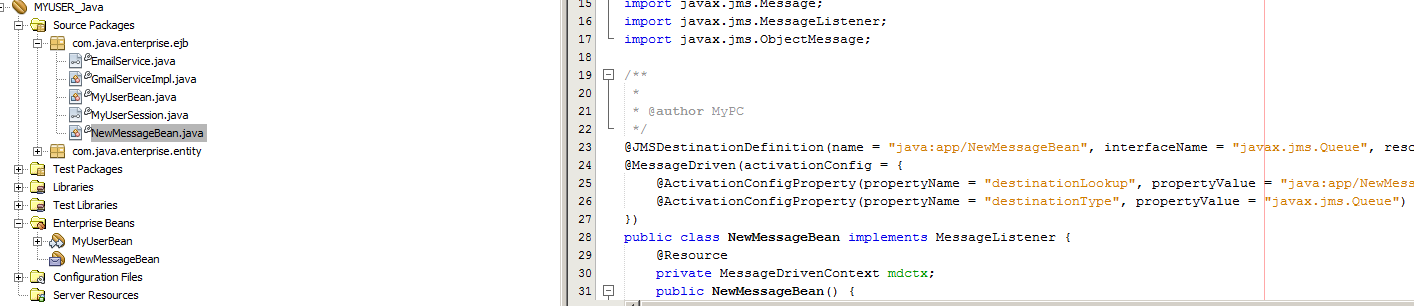 MYUSER_Java
Source Packages
com.java.enterprise.ejb
EmailService.java
GmailServiceImpl.java
MyUserBean.java
MyUserSession.java
NewMessageBean.java
com.java.enterprise.entity
Test Packages
Libraries
Test Libraries
Enterprise Beans
MyUserBean
NewMessageBean
Configuration Files
Server Resources
15 import javax.jms.Message;
16 import javax.jms.MessageListener;
17 import javax.jms.ObjectMessage;
18
19 /**
20 *
21 * @author MyPC
22 */
23 @JMSDestinationDefinition(name = "java:app/NewMessageBean", interfaceName = "javax.jms.Queue", resc
24 @MessageDriven(activationConfig = {
25 @ActivationConfigProperty(propertyName = "destinationLookup", propertyValue = "java:app/NewMess
26 @ActivationConfigProperty(propertyName = "destinationType", propertyValue = "javax.jms.Queue")
27 })
28 public class NewMessageBean implements MessageListener {
29 @Resource
30 private MessageDrivenContext mdctx;
31 public NewMessageBean() {